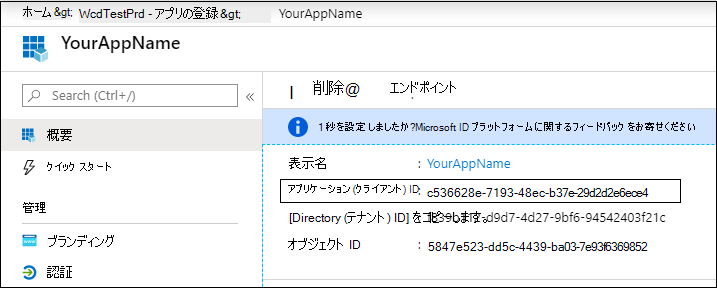 ホーム &gt; WcdTestPrd - アプリの登録 &gt; YourAppName
YourAppName
Search (Ctrl+/)
«
概要
クイック スタート
管理
ブランディング
認証
削除@ エンドポイント
1 秒を設定しましたか?Microsoft ID プラットフォームに関するフィードバックをお寄せください
表示名 : YourAppName
アプリケーション (クライアント) ID : c536628e-7193-48ec-b37e-29d2d2e6ece4
[Directory (テナント) ID] をコピーします。 d9d7-4d27-9bf6-94542403f21c
オブジェクト ID : 5847e523-dd5c-4439-ba03-7e93f6369852